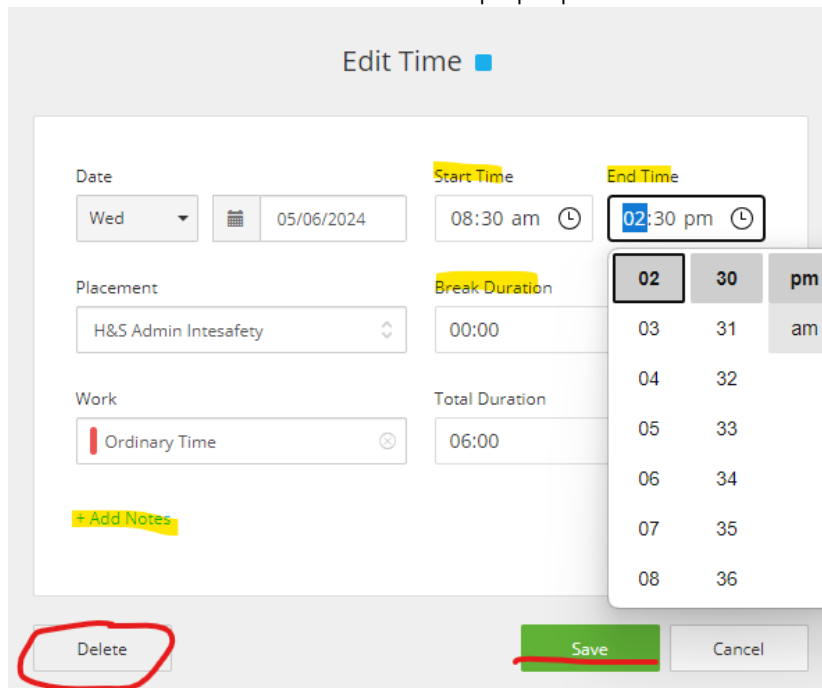 Edit Time
Date
Start Time
End Time
Wed
05/06/2024
08:30 am
02:30 pm
Placement
Break Duration
02 30 pm
H&S Admin Intesafety
00:00
03 31 am
04 32
Work
Total Duration
05 33
Ordinary Time
06:00
06 34
+ Add Notes
07 35
08 36
Delete
Save
Cancel